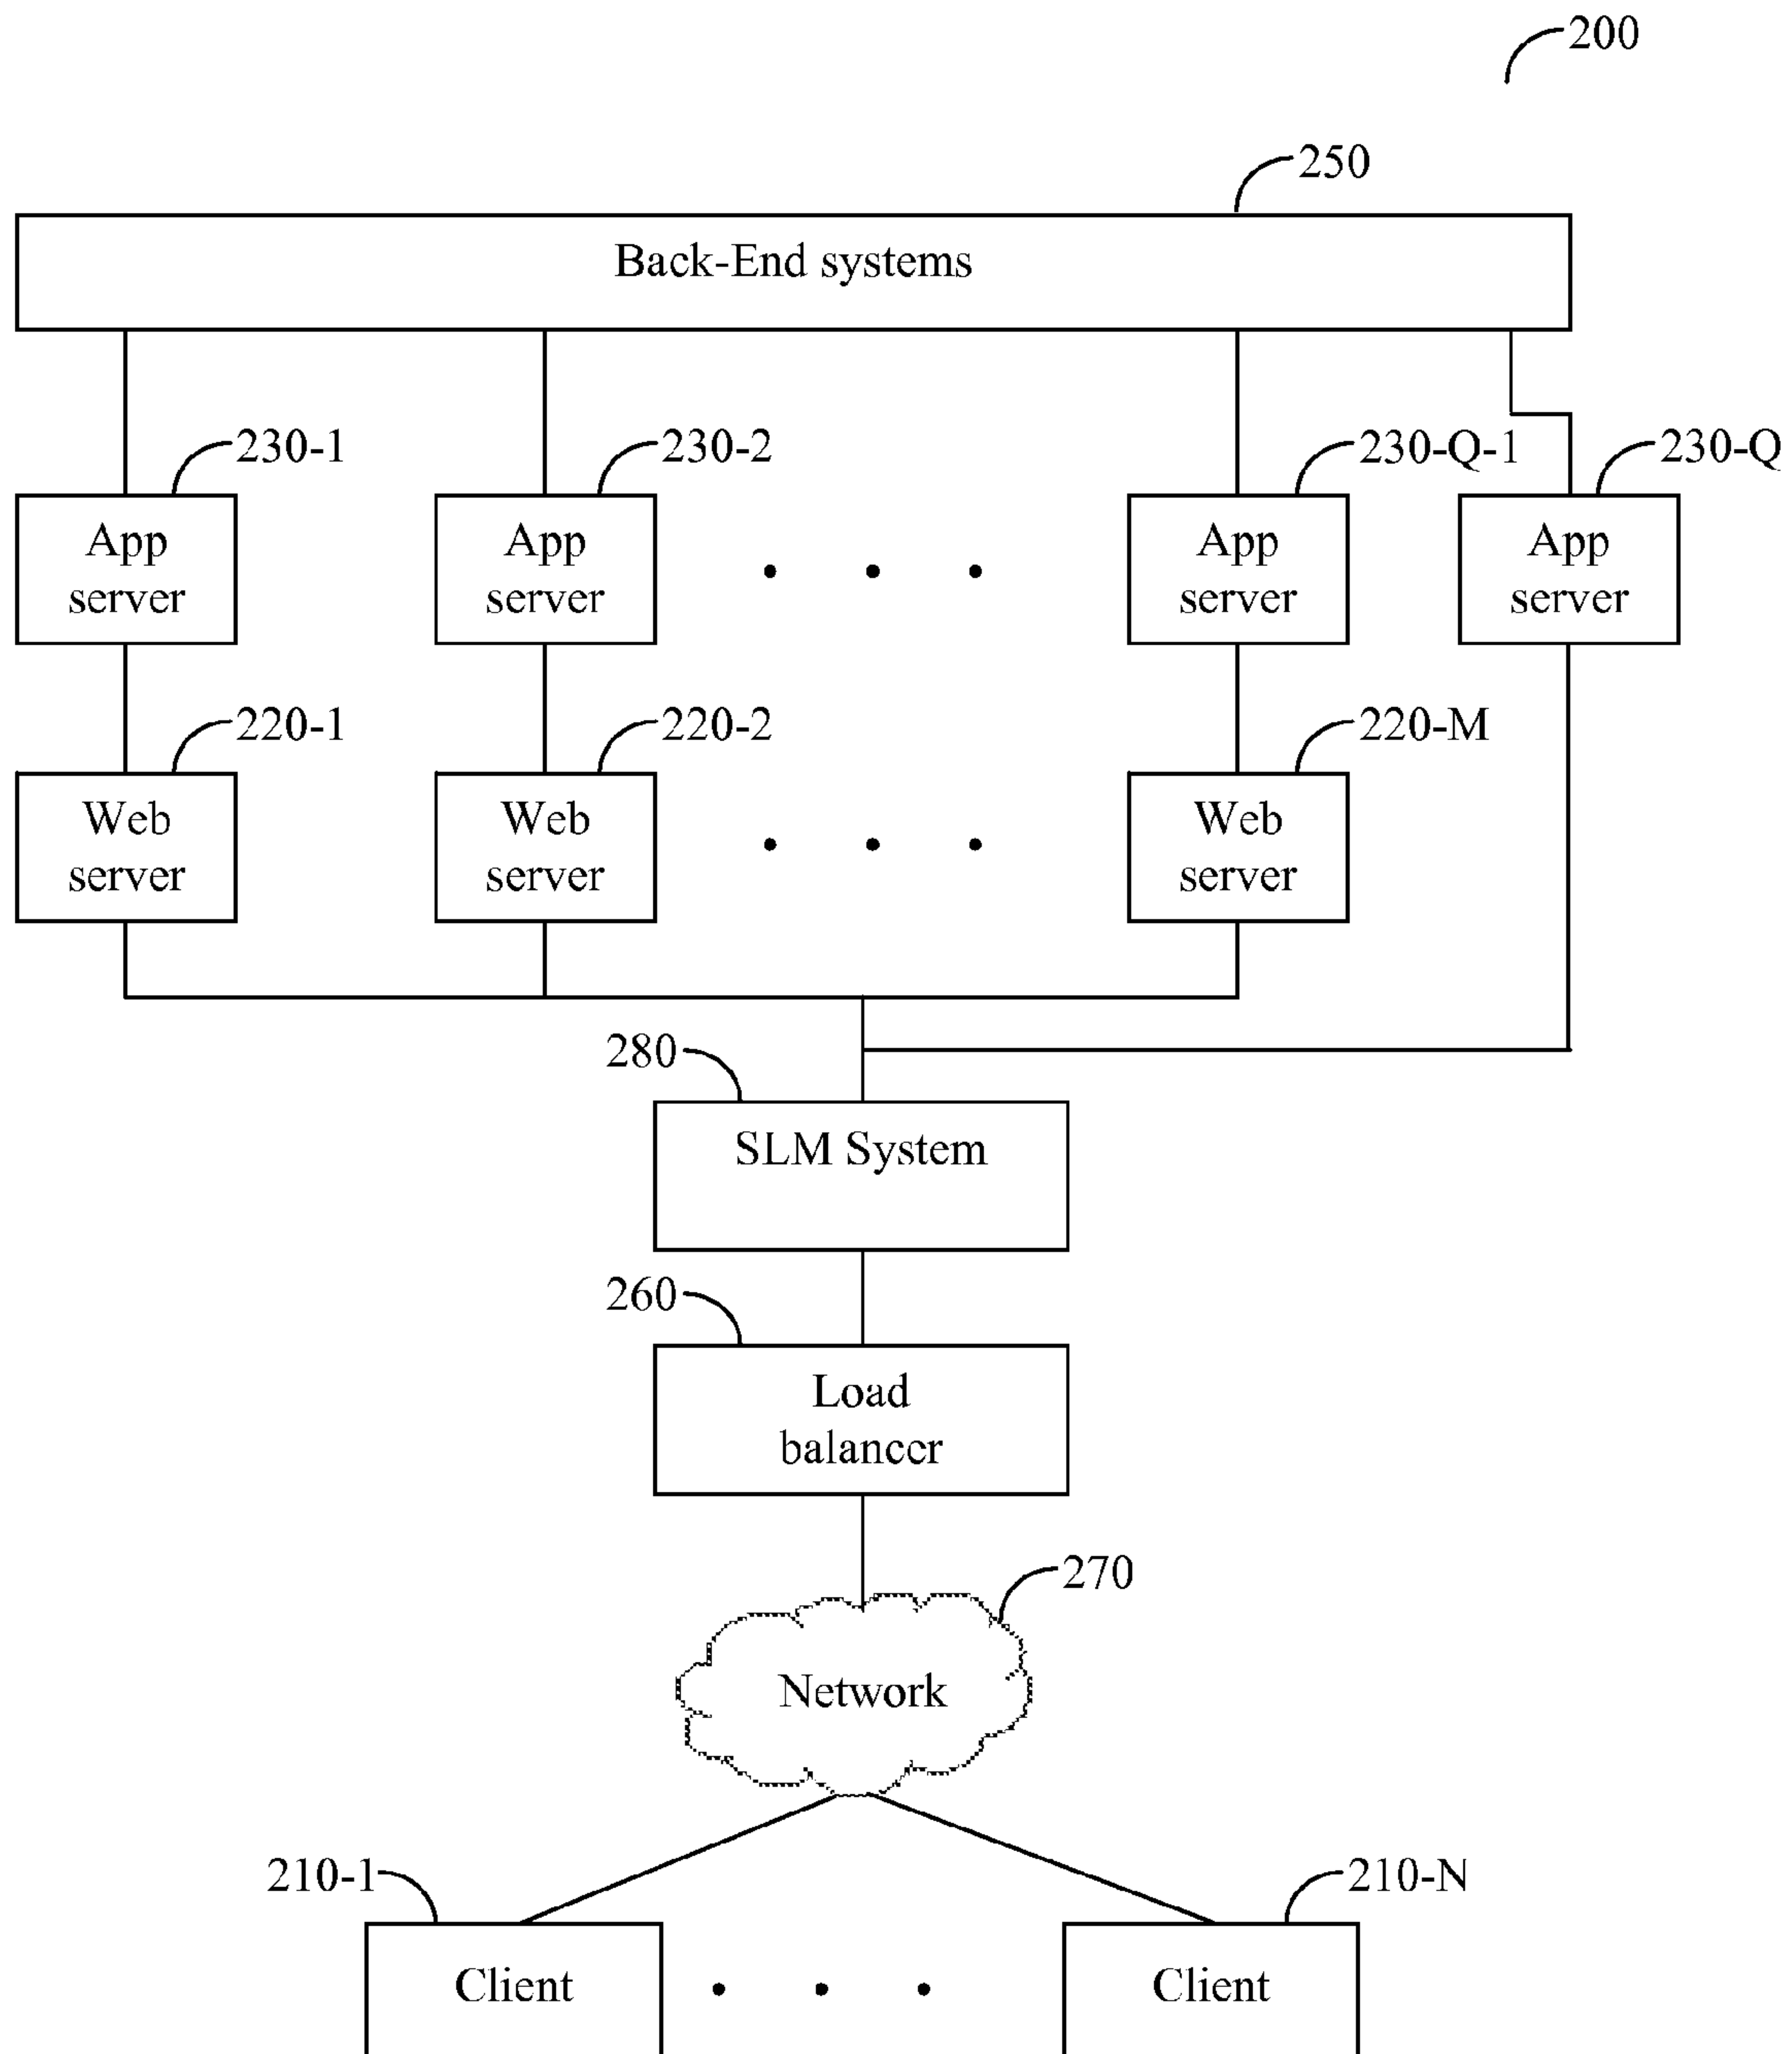 200
250
Back-End systems
230-1
230-2
230-Q-1
230-Q
App
server
App
server
App
server
App
server
220-1
220-2
220-M
Web
server
Web
server
Web
server
280
SLM System
260
Load
balancer
270
Network
210-1
210-N
Client
Client